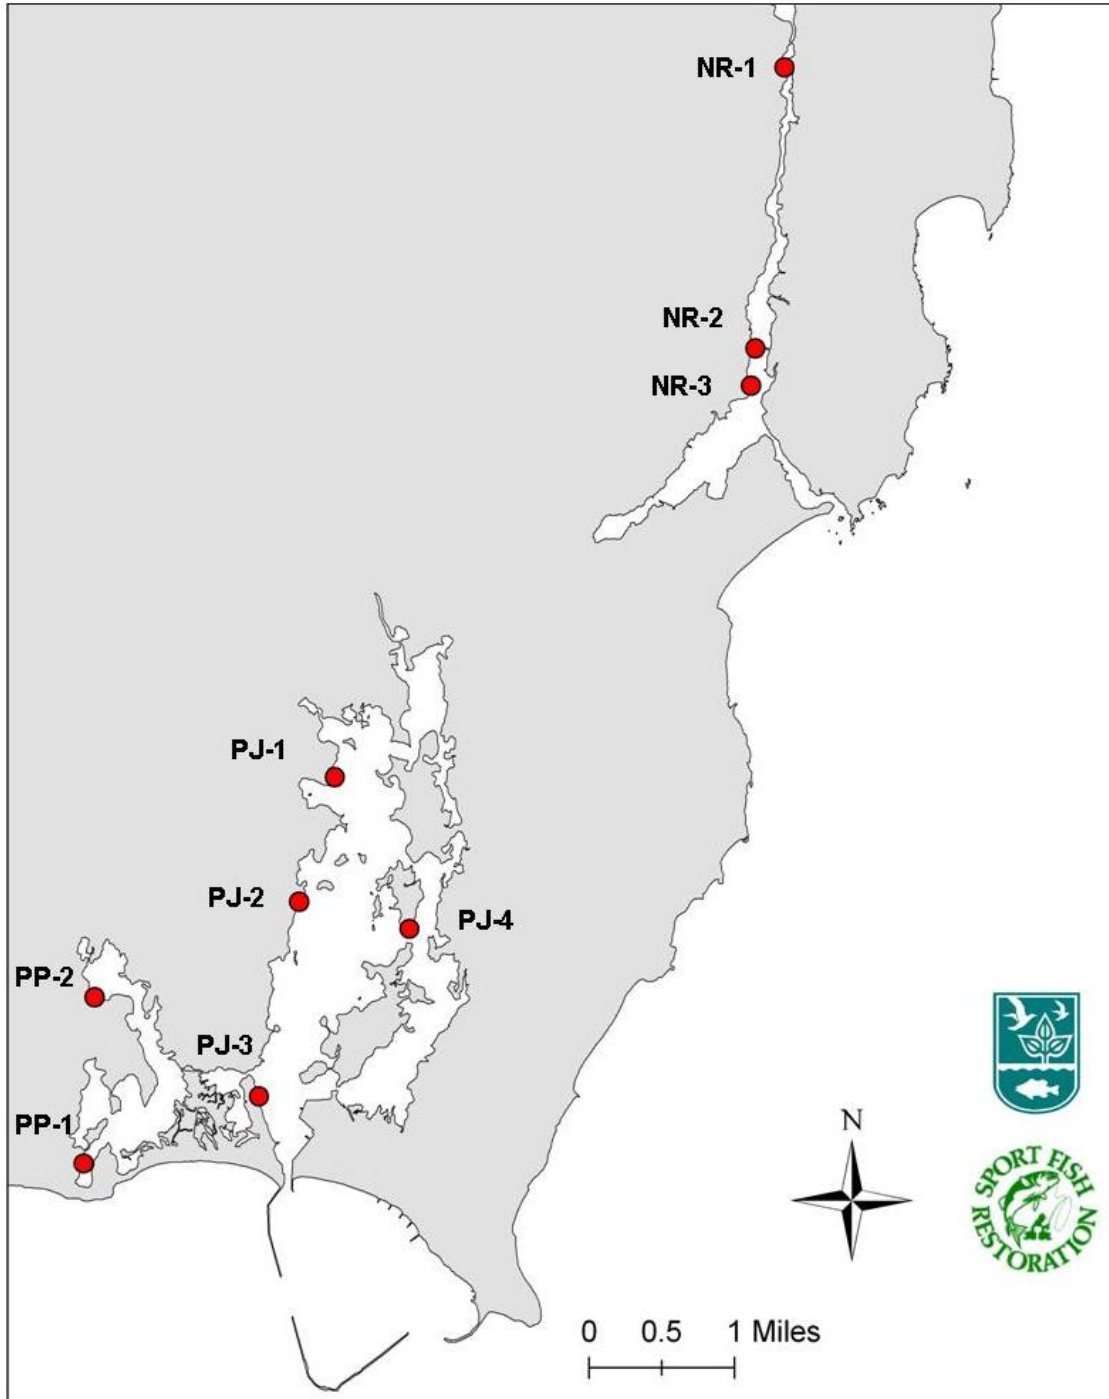 NR-1
NR-2
NR-3
PJ-1
PJ-2
PJ-4
PP-2
PJ-3
PP-1
N
SPORT FISH
RESTORATION
0 0.5 1 Miles